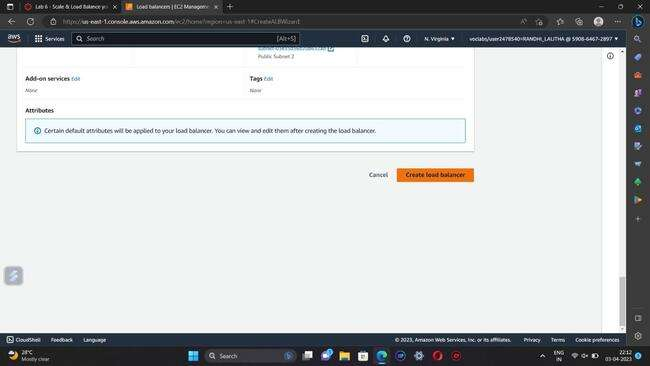 Lab 6 - Scale & Load Balance yo
Load balancers | EC2 Manageme
https://us-east-1.console.aws.amazon.com/ec2/home?region=us-east-1#CreateALBWizard:
aws
Services
Search
[Alt+S]
N. Virginia
voclabs/user2478540=RANDHI_LALITHA @ 5906-6467-2897
Public Subnet 2
Add-on services Edit
Tags Edit
None
None
Attributes
Certain default attributes will be applied to your load balancer. You can view and edit them after creating the load balancer.
Cancel
Create load balancer
CloudShell
Feedback
Language
© 2023, Amazon Web Services, Inc. or its affiliates.
Privacy
Terms
Cookie preferences
28°C
Mostly clear
Search
ENG
IN
22:12
03-04-2023